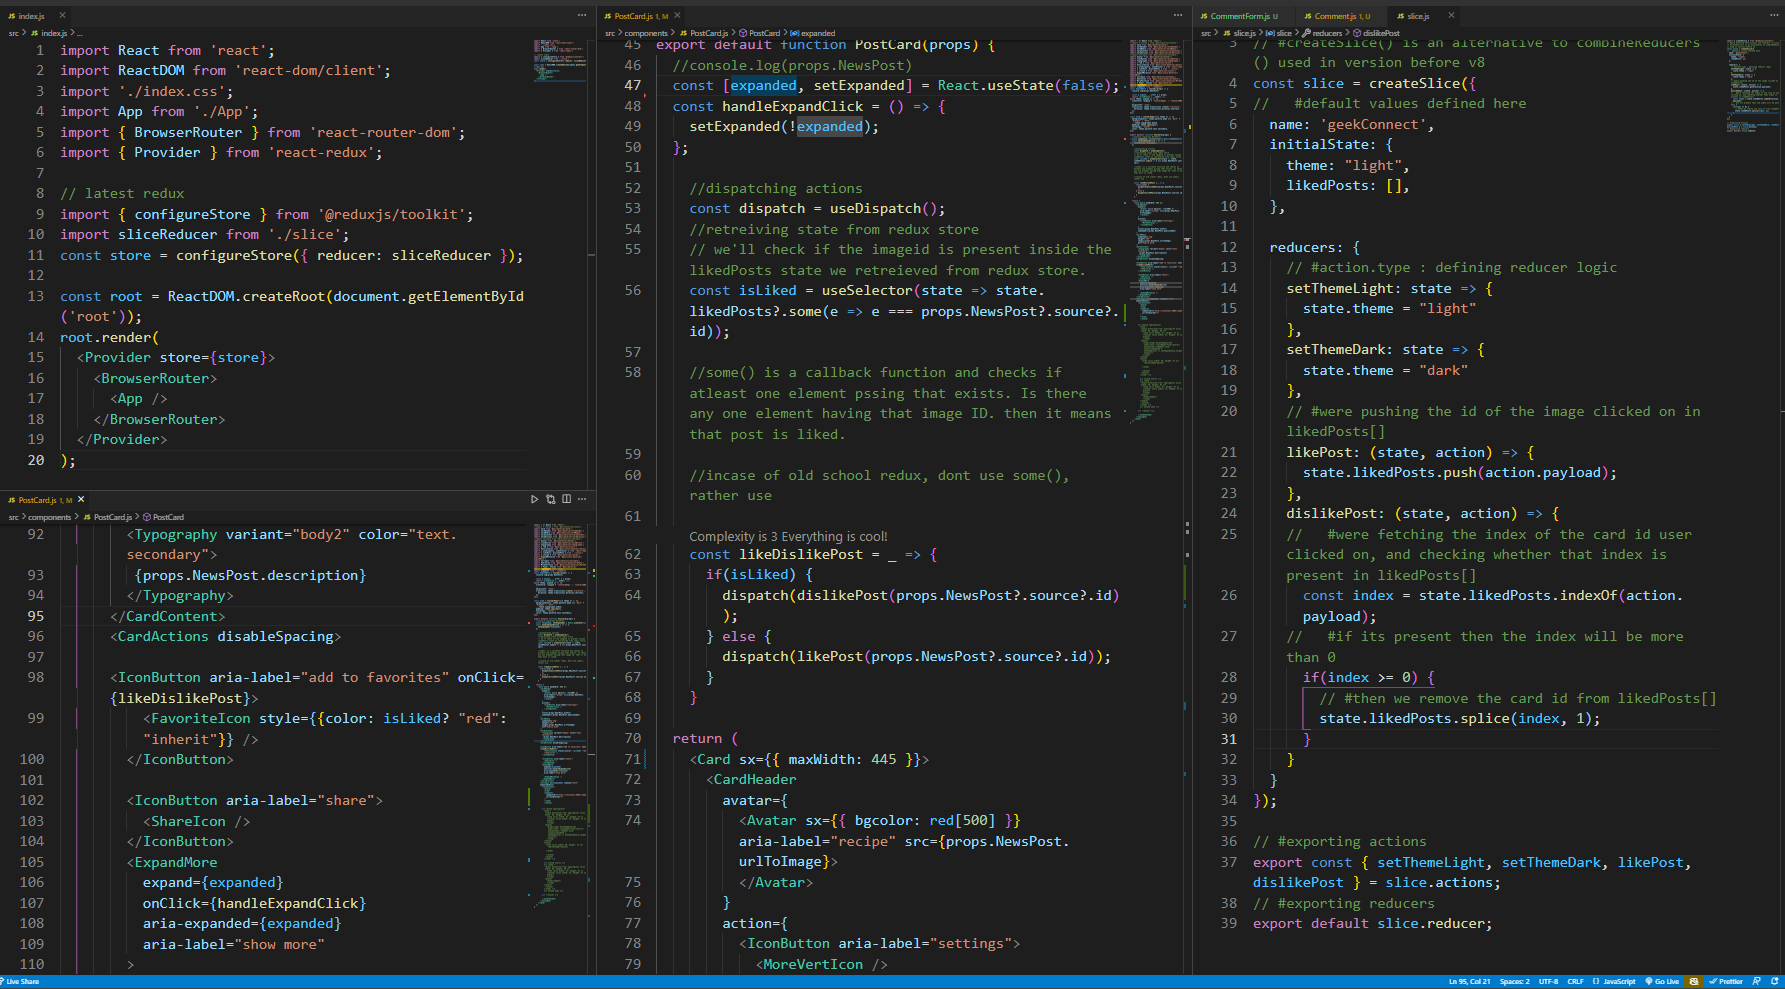 JS index.js ×
···
src > JS index.js > ...
1 import React from 'react';
2 import ReactDOM from 'react-dom/client';
3 import './index.css';
4 import App from './App';
5 import { BrowserRouter } from 'react-router-dom';
6 import { Provider } from 'react-redux';
7
8 // latest redux
9 import { configureStore } from '@reduxjs/toolkit';
10 import sliceReducer from './slice';
11 const store = configureStore({ reducer: sliceReducer });
12
13 const root = ReactDOM.createRoot(document.getElementById
('root'));
14 root.render(
15 <Provider store={store}>
16 <BrowserRouter>
17 <App />
18 </BrowserRouter>
19 </Provider>
20 );
JS PostCard.js 1, M ×
···
src > components > JS PostCard.js > PostCard
92 <Typography variant="body2" color="text.
secondary">
93 {props.NewsPost.description}
94 </Typography>
95 </CardContent>
96 <CardActions disableSpacing>
97
98 <IconButton aria-label="add to favorites" onClick=
{likeDislikePost}>
99 <FavoriteIcon style={{color: isLiked? "red":
"inherit"}} />
100 </IconButton>
101
102 <IconButton aria-label="share">
103 <ShareIcon />
104 </IconButton>
105 <ExpandMore
106 expand={expanded}
107 onClick={handleExpandClick}
108 aria-expanded={expanded}
109 aria-label="show more"
110 >
JS PostCard.js 1, M ×
···
src > components > JS PostCard.js > PostCard > expanded
45 export default function PostCard(props) {
46 //console.log(props.NewsPost)
47 const [expanded, setExpanded] = React.useState(false);
48 const handleExpandClick = () => {
49 setExpanded(!expanded);
50 };
51
52 //dispatching actions
53 const dispatch = useDispatch();
54 //retreiving state from redux store
55 // we'll check if the imageid is present inside the
likedPosts state we retreieved from redux store.
56 const isLiked = useSelector(state => state.
likedPosts?.some(e => e === props.NewsPost?.source?.
id));
57
58 //some() is a callback function and checks if
atleast one element pssing that exists. Is there
any one element having that image ID. then it means
that post is liked.
59
60 //incase of old school redux, dont use some(),
rather use
61
Complexity is 3 Everything is cool!
62 const likeDislikePost = _ => {
63 if(isLiked) {
64 dispatch(dislikePost(props.NewsPost?.source?.id)
);
65 } else {
66 dispatch(likePost(props.NewsPost?.source?.id));
67 }
68 }
69
70 return (
71 <Card sx={{ maxWidth: 445 }}>
72 <CardHeader
73 avatar={
74 <Avatar sx={{ bgcolor: red[500] }}
aria-label="recipe" src={props.NewsPost.
urlToImage}>
75 </Avatar>
76 }
77 action={
78 <IconButton aria-label="settings">
79 <MoreVertIcon />
JS CommentForm.js U JS Comment.js 1, U JS slice.js ×
···
src > JS slice.js > slice > reducers > dislikePost
3 // #createSlice() is an alternative to combineReducers
() used in version before v8
4 const slice = createSlice({
5 // #default values defined here
6 name: 'geekConnect',
7 initialState: {
8 theme: "light",
9 likedPosts: [],
10 },
11
12 reducers: {
13 // #action.type : defining reducer logic
14 setThemeLight: state => {
15 state.theme = "light"
16 },
17 setThemeDark: state => {
18 state.theme = "dark"
19 },
20 // #were pushing the id of the image clicked on in
likedPosts[]
21 likePost: (state, action) => {
22 state.likedPosts.push(action.payload);
23 },
24 dislikePost: (state, action) => {
25 // #were fetching the index of the card id user
clicked on, and checking whether that index is
present in likedPosts[]
26 const index = state.likedPosts.indexOf(action.
payload);
27 // #if its present then the index will be more
than 0
28 if(index >= 0) {
29 // #then we remove the card id from likedPosts[]
30 state.likedPosts.splice(index, 1);
31 }
32 }
33 }
34 });
35
36 // #exporting actions
37 export const { setThemeLight, setThemeDark, likePost,
dislikePost } = slice.actions;
38 // #exporting reducers
39 export default slice.reducer;
Live Share
Ln 95, Col 21 Spaces: 2 UTF-8 CRLF {} JavaScript Go Live Prettier